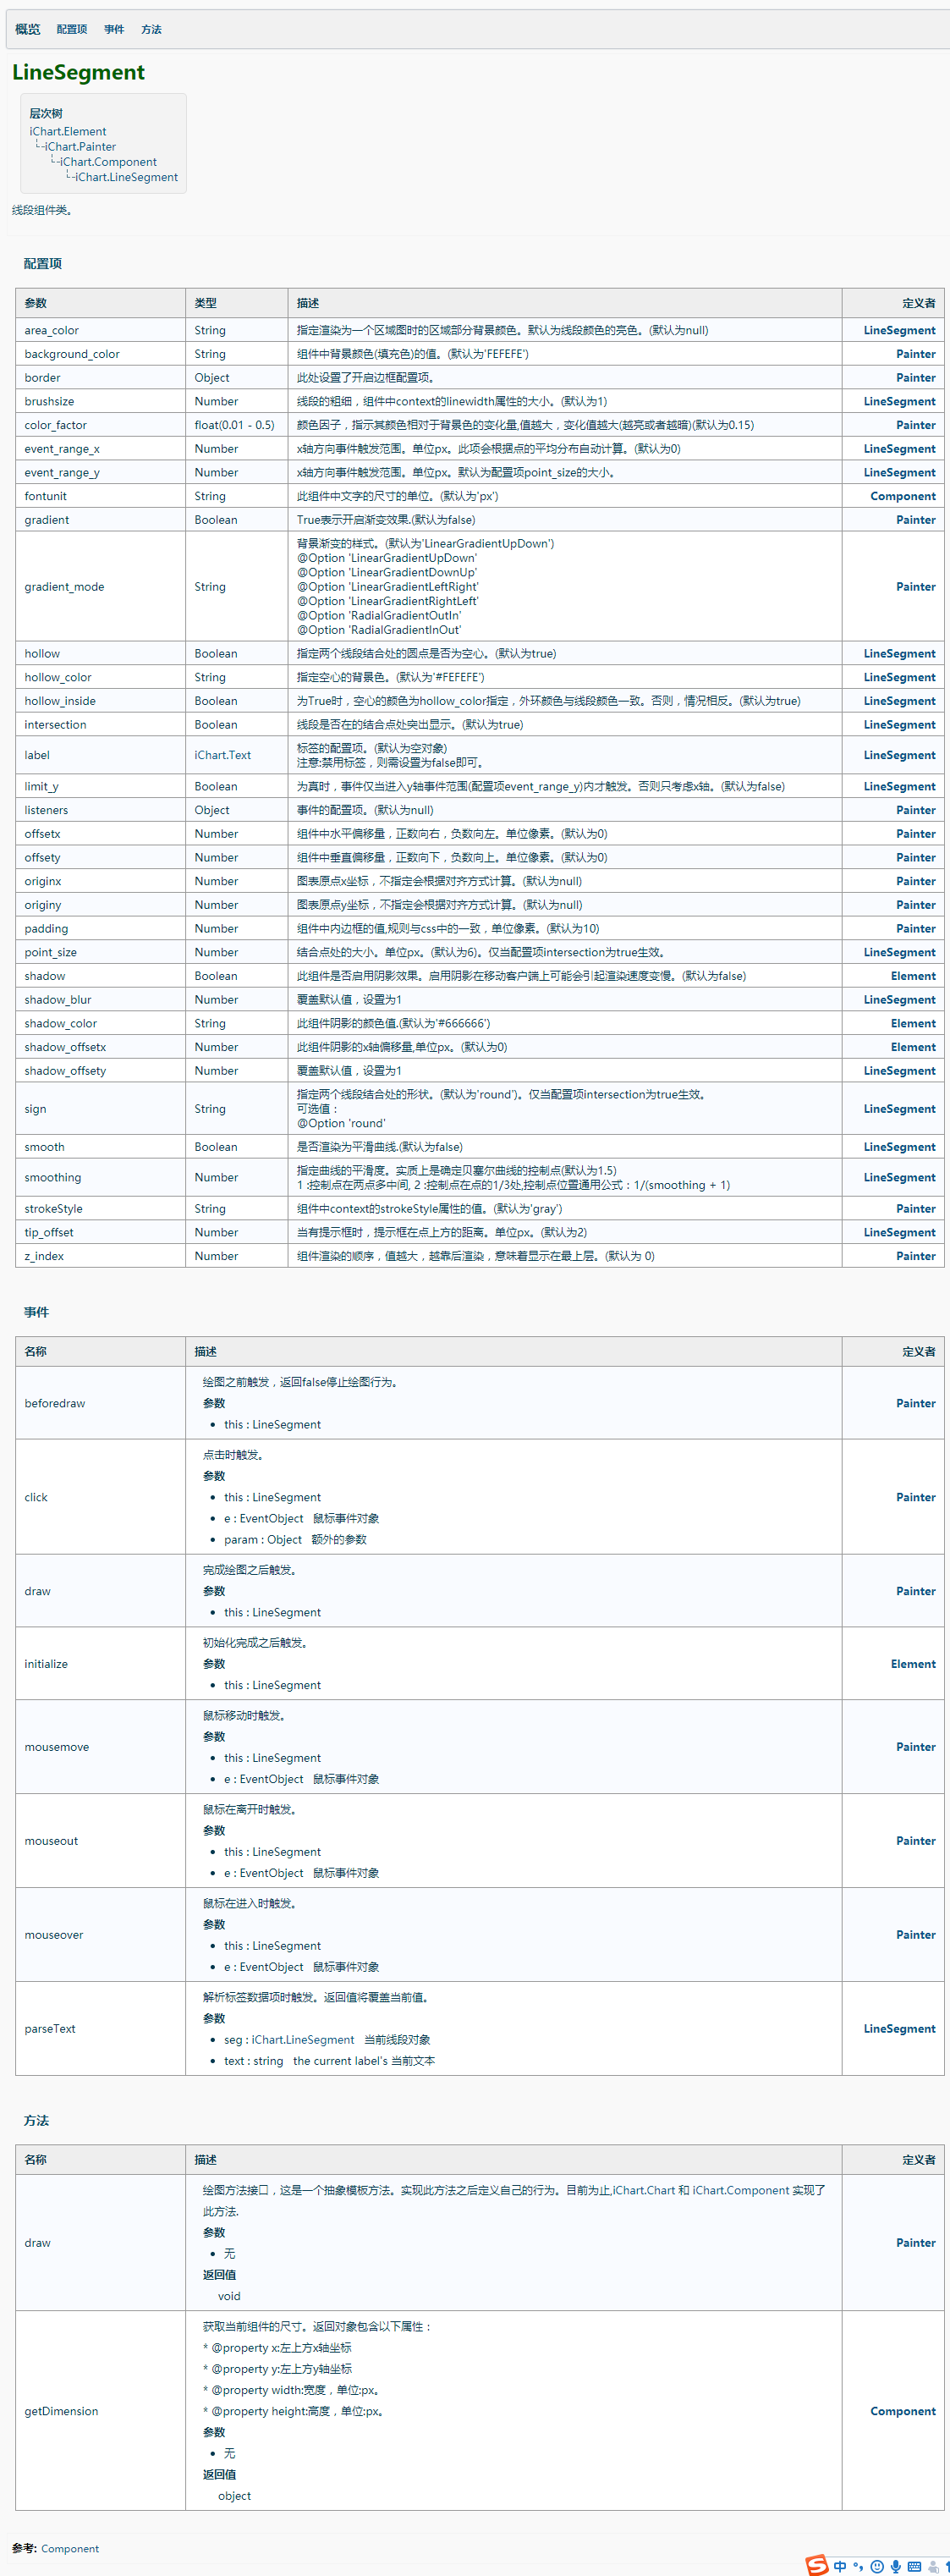 概览 配置项 事件 方法
LineSegment
层次树
iChart.Element
iChart.Painter
iChart.Component
iChart.LineSegment
线段组件类。
配置项
参数 类型 描述 定义者
area_color String 指定渲染为一个区域图时的区域部分背景颜色。默认为线段颜色的亮色。(默认为null) LineSegment
background_color String 组件中背景颜色(填充色)的值。(默认为'FEFEFE') Painter
border Object 此处设置了开启边框配置项。 Painter
brushsize Number 线段的粗细，组件中context的linewidth属性的大小。(默认为1) LineSegment
color_factor float(0.01 - 0.5) 颜色因子，指示其颜色相对于背景色的变化量,值越大，变化值越大(越亮或者越暗)(默认为0.15) Painter
event_range_x Number x轴方向事件触发范围。单位px。此项会根据点的平均分布自动计算。(默认为0) LineSegment
event_range_y Number x轴方向事件触发范围。单位px。默认为配置项point_size的大小。 LineSegment
fontunit String 此组件中文字的尺寸的单位。(默认为'px') Component
gradient Boolean True表示开启渐变效果.(默认为false) Painter
背景渐变的样式。(默认为'LinearGradientUpDown')
@Option 'LinearGradientUpDown'
@Option 'LinearGradientDownUp'
gradient_mode String @Option 'LinearGradientLeftRight' Painter
@Option 'LinearGradientRightLeft'
@Option 'RadialGradientOutIn'
@Option 'RadialGradientInOut'
hollow Boolean 指定两个线段结合处的圆点是否为空心。(默认为true) LineSegment
hollow_color String 指定空心的背景色。(默认为'#FEFEFE') LineSegment
hollow_inside Boolean 为True时，空心的颜色为hollow_color指定，外环颜色与线段颜色一致。否则，情况相反。(默认为true) LineSegment
intersection Boolean 线段是否在的结合点处突出显示。(默认为true) LineSegment
label iChart.Text 标签的配置项。(默认为空对象) LineSegment
注意:禁用标签，则需设置为false即可。
limit_y Boolean 为真时，事件仅当进入y轴事件范围(配置项event_range_y)内才触发。否则只考虑x轴。(默认为false) LineSegment
listeners Object 事件的配置项。(默认为null) Painter
offsetx Number 组件中水平偏移量，正数向右，负数向左。单位像素。(默认为0) Painter
offsety Number 组件中垂直偏移量，正数向下，负数向上。单位像素。(默认为0) Painter
originx Number 图表原点x坐标，不指定会根据对齐方式计算。(默认为null) Painter
originy Number 图表原点y坐标，不指定会根据对齐方式计算。(默认为null) Painter
padding Number 组件中内边框的值,规则与css中的一致，单位像素。(默认为10) Painter
point_size Number 结合点处的大小。单位px。(默认为6)。仅当配置项intersection为true生效。 LineSegment
shadow Boolean 此组件是否启用阴影效果。启用阴影在移动客户端上可能会引起渲染速度变慢。(默认为false) Element
shadow_blur Number 覆盖默认值，设置为1 LineSegment
shadow_color String 此组件阴影的颜色值.(默认为'#666666') Element
shadow_offsetx Number 此组件阴影的x轴偏移量,单位px。(默认为0) Element
shadow_offsety Number 覆盖默认值，设置为1 LineSegment
指定两个线段结合处的形状。(默认为'round')。仅当配置项intersection为true生效。
sign String 可选值： LineSegment
@Option 'round'
smooth Boolean 是否渲染为平滑曲线.(默认为false) LineSegment
smoothing Number 指定曲线的平滑度。实质上是确定贝塞尔曲线的控制点(默认为1.5) LineSegment
1 :控制点在两点多中间, 2 :控制点在点的1/3处,控制点位置通用公式：1/(smoothing + 1)
strokeStyle String 组件中context的strokeStyle属性的值。(默认为'gray') Painter
tip_offset Number 当有提示框时，提示框在点上方的距离。单位px。(默认为2) LineSegment
z_index Number 组件渲染的顺序，值越大，越靠后渲染，意味着显示在最上层。(默认为 0) Painter
事件
名称 描述 定义者
绘图之前触发，返回false停止绘图行为。
beforedraw 参数 Painter
this : LineSegment
点击时触发。
参数
click this : LineSegment Painter
e : EventObject 鼠标事件对象
param : Object 额外的参数
完成绘图之后触发。
draw 参数 Painter
this : LineSegment
初始化完成之后触发。
initialize 参数 Element
this : LineSegment
鼠标移动时触发。
mousemove 参数 Painter
this : LineSegment
e : EventObject 鼠标事件对象
鼠标在离开时触发。
mouseout 参数 Painter
this : LineSegment
e : EventObject 鼠标事件对象
鼠标在进入时触发。
mouseover 参数 Painter
this : LineSegment
e : EventObject 鼠标事件对象
解析标签数据项时触发。返回值将覆盖当前值。
parseText 参数 LineSegment
seg : iChart.LineSegment 当前线段对象
text : string the current label's 当前文本
方法
名称 描述 定义者
绘图方法接口，这是一个抽象模板方法。实现此方法之后定义自己的行为。目前为止,iChart.Chart 和 iChart.Component 实现了
此方法.
参数
draw 无 Painter
返回值
void
获取当前组件的尺寸。返回对象包含以下属性：
* @property x:左上方x轴坐标
* @property y:左上方y轴坐标
* @property width:宽度，单位:px。
getDimension * @property height:高度，单位:px。 Component
参数
无
返回值
object
参考: Component
中